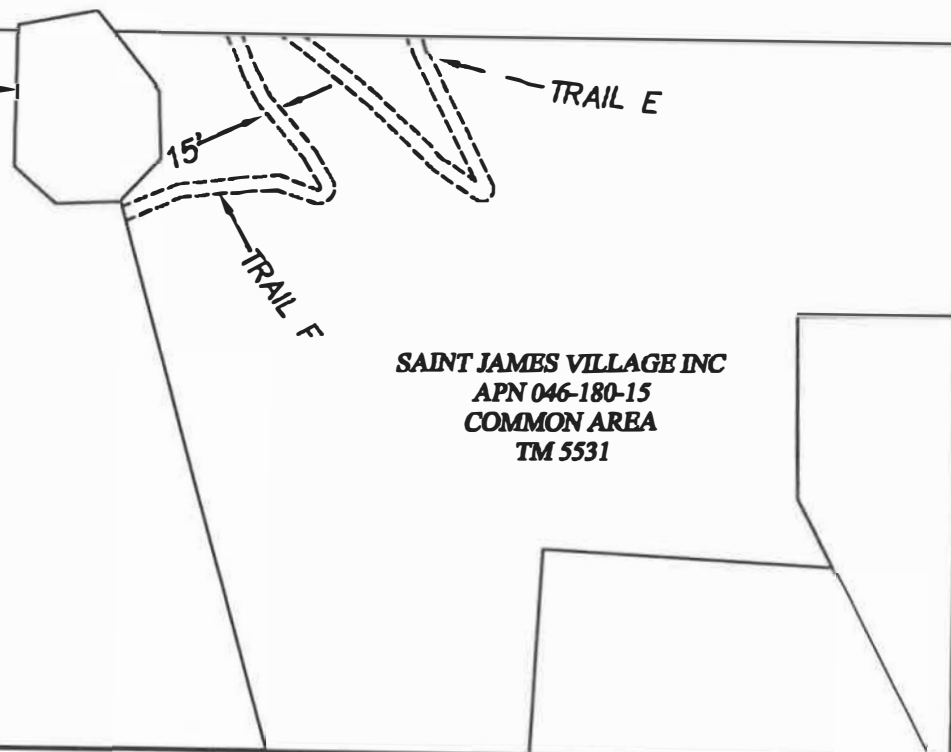 TRAIL E
15'
TRAIL F
SAINT JAMES VILLAGE INC
APN 046-180-15
COMMON AREA
TM 5531